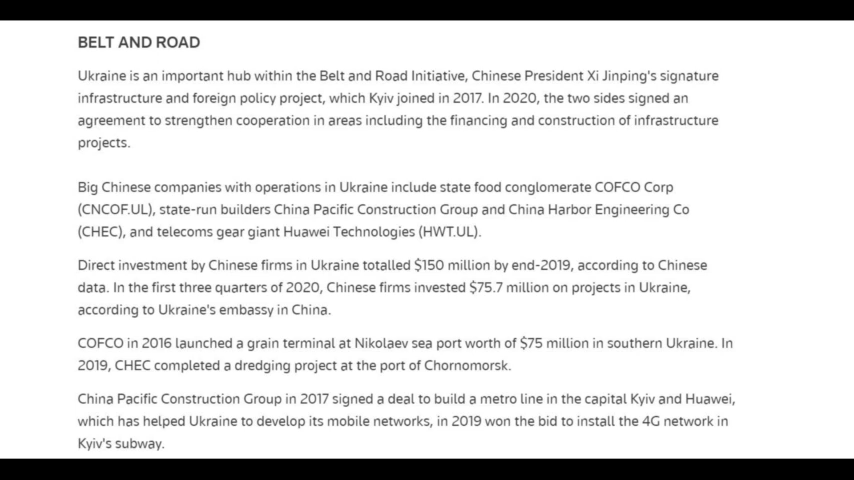 BELT AND ROAD
Ukraine is an important hub within the Belt and Road Initiative, Chinese President Xi Jinping's signature
infrastructure and foreign policy project, which Kyiv joined in 2017. In 2020, the two sides signed an
agreement to strengthen cooperation in areas including the financing and construction of infrastructure
projects.
Big Chinese companies with operations in Ukraine include state food conglomerate COFCO Corp
(CNCOF.UL), state-run builders China Pacific Construction Group and China Harbor Engineering Co
(CHEC), and telecoms gear giant Huawei Technologies (HWT.UL).
Direct investment by Chinese firms in Ukraine totalled $150 million by end-2019, according to Chinese
data. In the first three quarters of 2020, Chinese firms invested $75.7 million on projects in Ukraine,
according to Ukraine's embassy in China.
COFCO in 2016 launched a grain terminal at Nikolaev sea port worth of $75 million in southern Ukraine. In
2019, CHEC completed a dredging project at the port of Chornomorsk.
China Pacific Construction Group in 2017 signed a deal to build a metro line in the capital Kyiv and Huawei,
which has helped Ukraine to develop its mobile networks, in 2019 won the bid to install the 4G network in
Kyiv's subway.